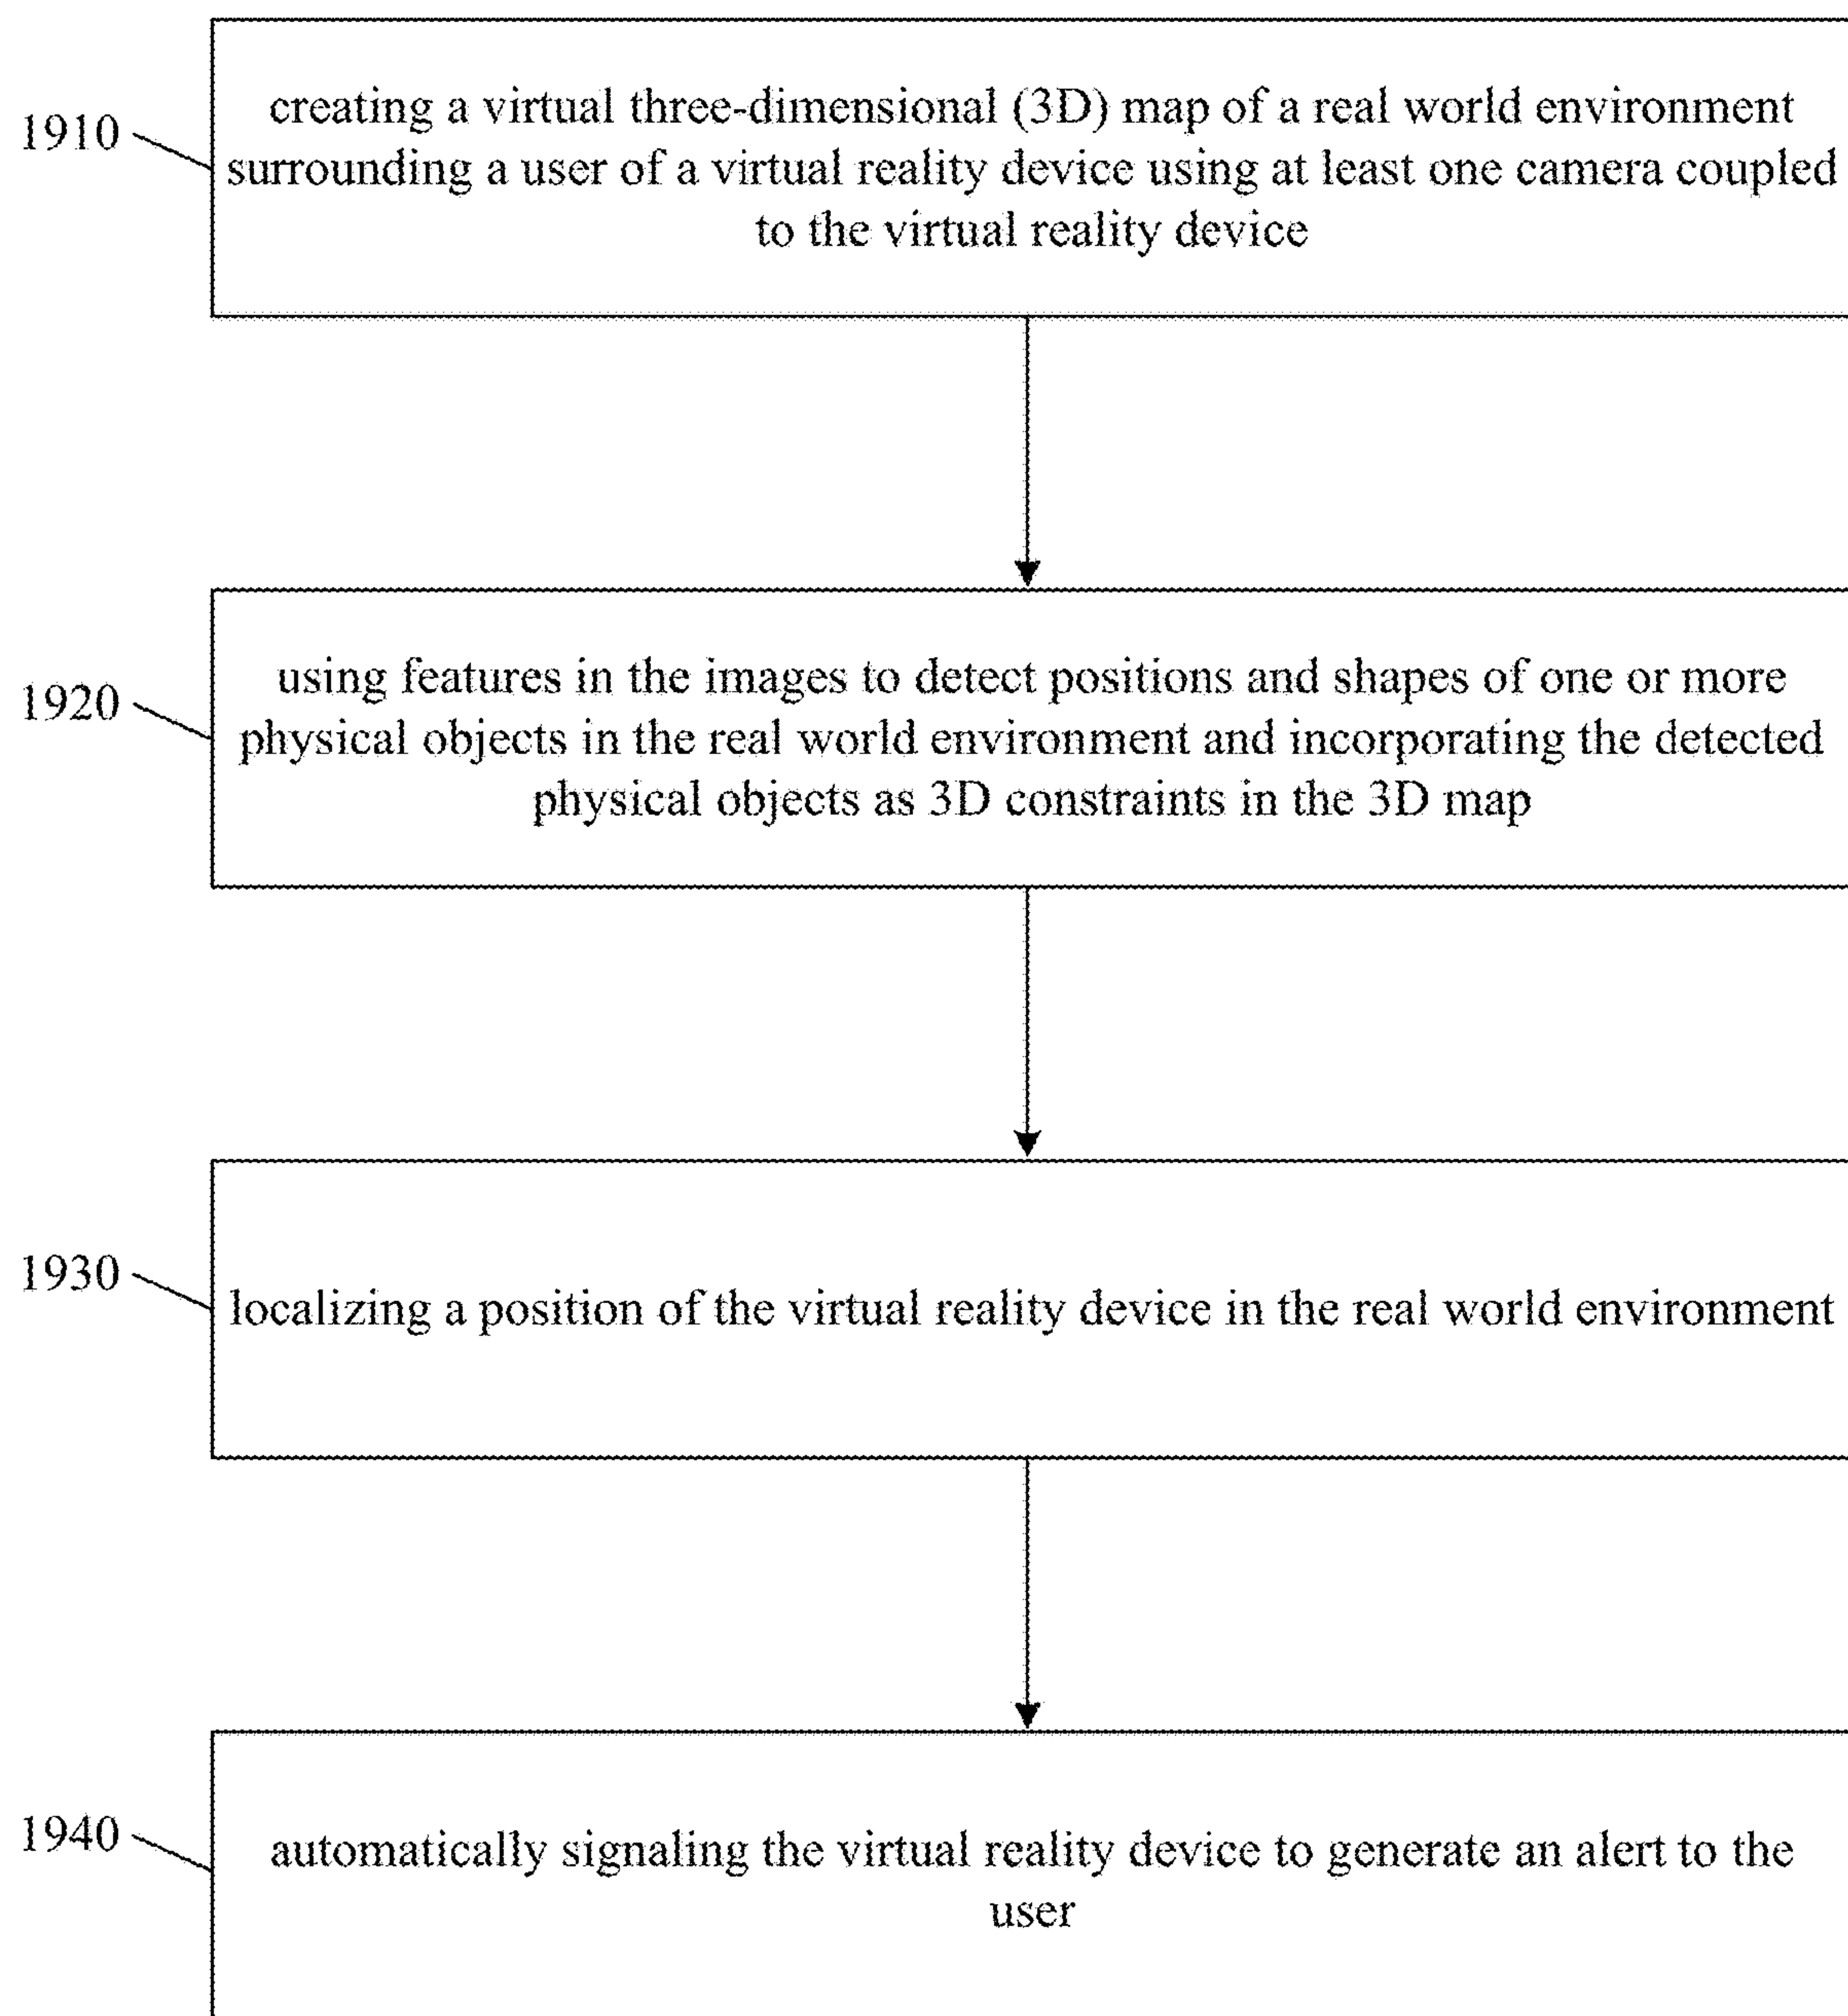 creating a virtual three-dimensional (3D) map of a real world environment
1910
surrounding a user of a virtual reality device using at least one camera coupled
to the virtual reality device
using features in the images to detect positions and shapes of one or more
1920
physical objects in the real world environment and incorporating the detected
physical objects as 3D constraints in the 3D map
1930
localizing a position of the virtual reality device in the real world environment
1940
automatically signaling the virtual reality device to generate an alert to the
user